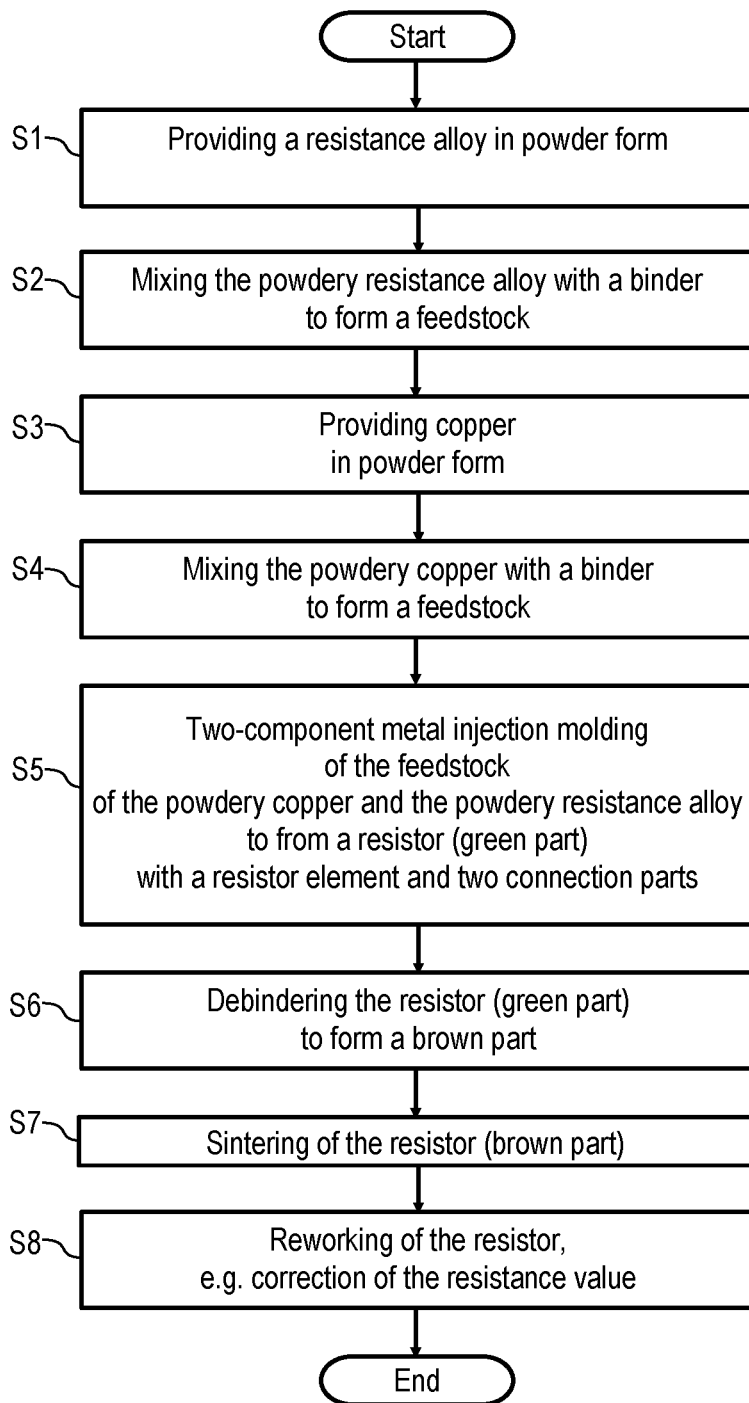 Start
S1
Providing a resistance alloy in powder form
S2
Mixing the powdery resistance alloy with a binder
to form a feedstock
S3
Providing copper
in powder form
S4
Mixing the powdery copper with a binder
to form a feedstock
S5
Two-component metal injection molding
of the feedstock
of the powdery copper and the powdery resistance alloy
to from a resistor (green part)
with a resistor element and two connection parts
S6
Debindering the resistor (green part)
to form a brown part
S7
Sintering of the resistor (brown part)
S8
Reworking of the resistor,
e.g. correction of the resistance value
End